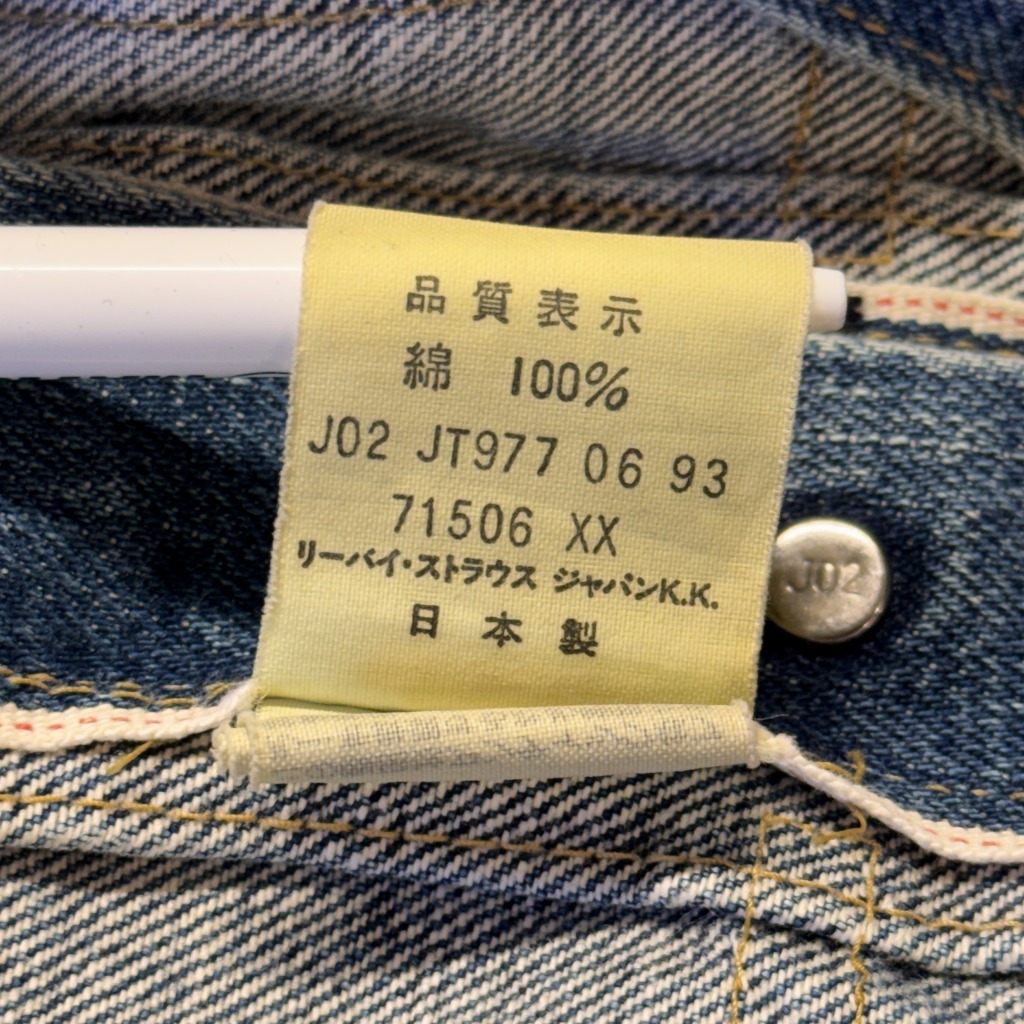 品質表示
綿 100%
J02 JT977 06 93
71506 XX
リーバイ・ストラウス ジャパンK.K.
日本製
J02